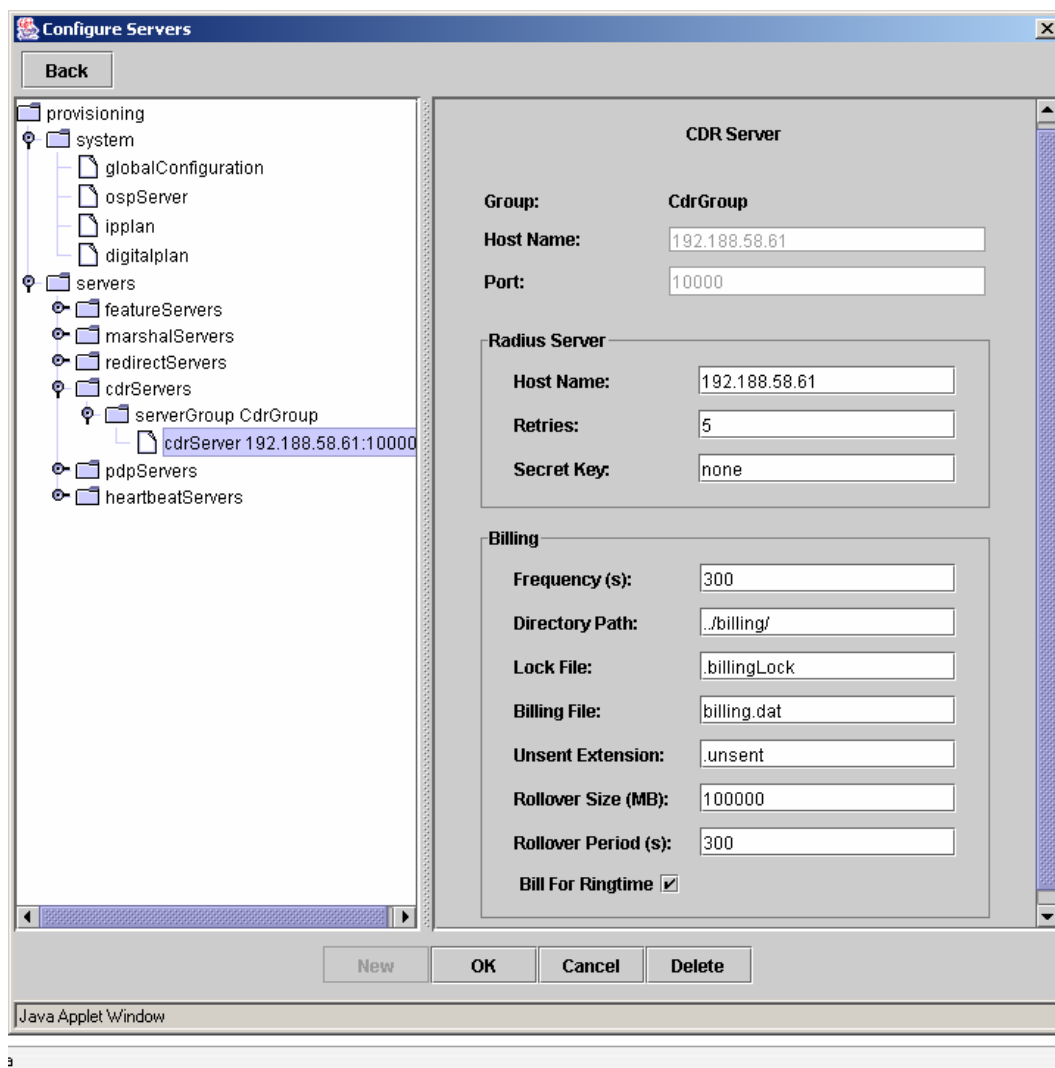 Configure Servers
Back
provisioning
system
globalConfiguration
ospServer
ipplan
digitalplan
servers
featureServers
marshalServers
redirectServers
cdrServers
serverGroup CdrGroup
cdrServer 192.188.58.61:10000
pdpServers
heartbeatServers
CDR Server
Group: CdrGroup
Host Name: 192.188.58.61
Port: 10000
Radius Server
Host Name: 192.188.58.61
Retries: 5
Secret Key: none
Billing
Frequency (s): 300
Directory Path: ../billing/
Lock File: .billingLock
Billing File: billing.dat
Unsent Extension: .unsent
Rollover Size (MB): 100000
Rollover Period (s): 300
Bill For Ringtime
New OK Cancel Delete
Java Applet Window